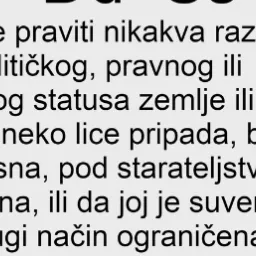 e praviti nikakva raz
itičkog, pravnog ili
og statusa zemlje ili
neko lice pripada, b
sna, pod starateljstv
na, ili da joj je suver
ugi način ograničena